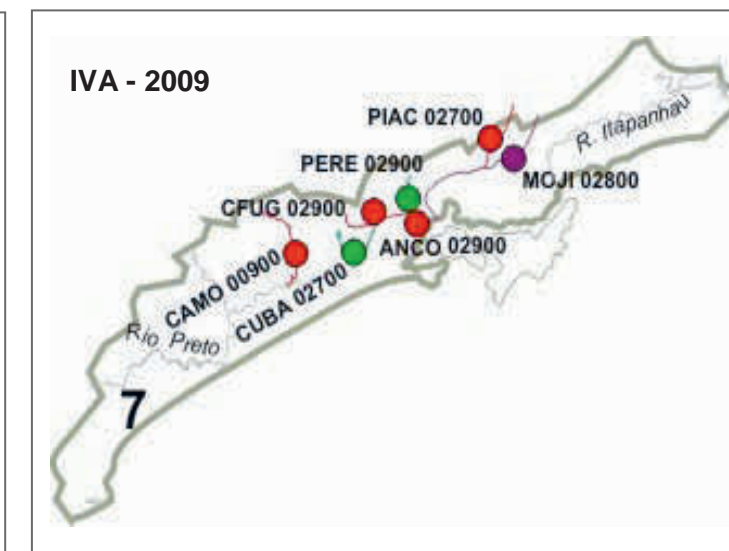 IVA - 2009
PIAC 02700
R. Itapanhaú
PERE 02900
MOJI 02800
CFUG 02900
ANCO 02900
CAMO 00900
CUBA 02700
Rio Preto
7